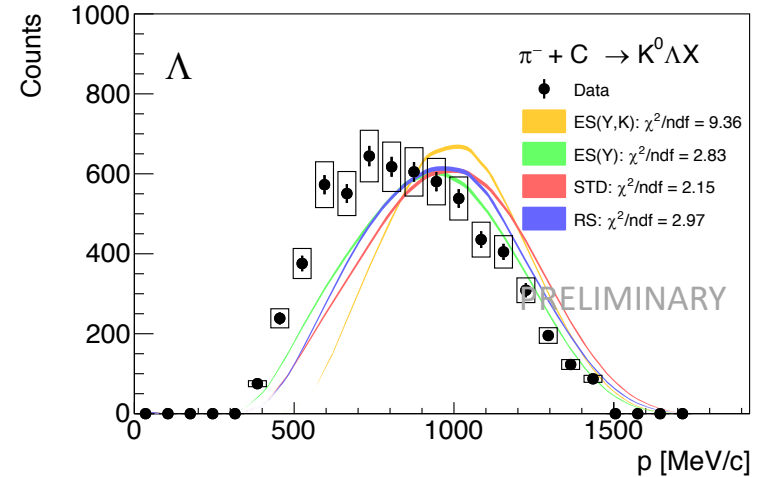 1000
Counts
Λ
π⁻ + C → K⁰ΛX
Data
800
ES(Y,K): χ²/ndf = 9.36
ES(Y): χ²/ndf = 2.83
600
STD: χ²/ndf = 2.15
RS: χ²/ndf = 2.97
400
PRELIMINARY
200
0
0 500 1000 1500
p [MeV/c]